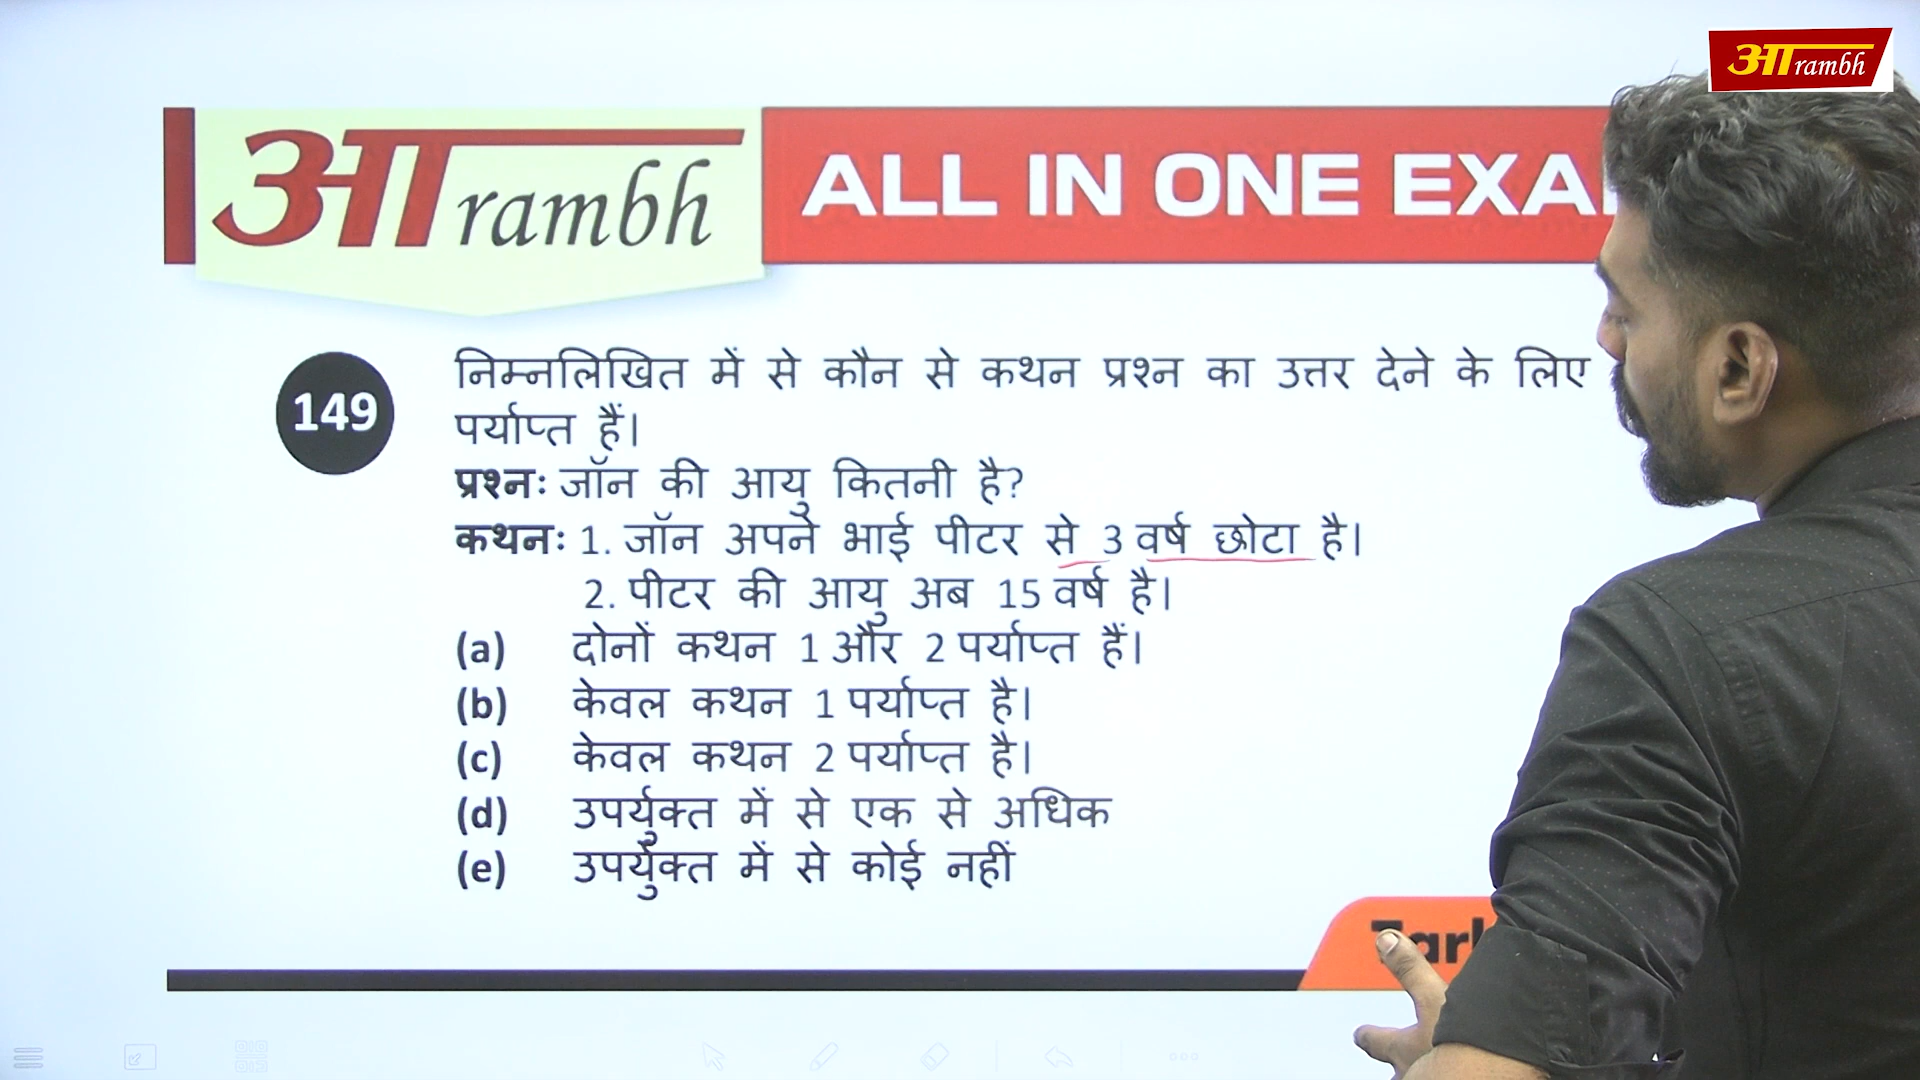 आrambh
आrambh ALL IN ONE EXA
149
निम्नलिखित में से कौन से कथन प्रश्न का उत्तर देने के लिए
पर्याप्त हैं।
प्रश्नः जॉन की आयु कितनी है?
कथनः 1. जॉन अपने भाई पीटर से 3 वर्ष छोटा है।
2. पीटर की आयु अब 15 वर्ष है।
(a) दोनों कथन 1 और 2 पर्याप्त हैं।
(b) केवल कथन 1 पर्याप्त है।
(c) केवल कथन 2 पर्याप्त है।
(d) उपर्युक्त में से एक से अधिक
(e) उपर्युक्त में से कोई नहीं